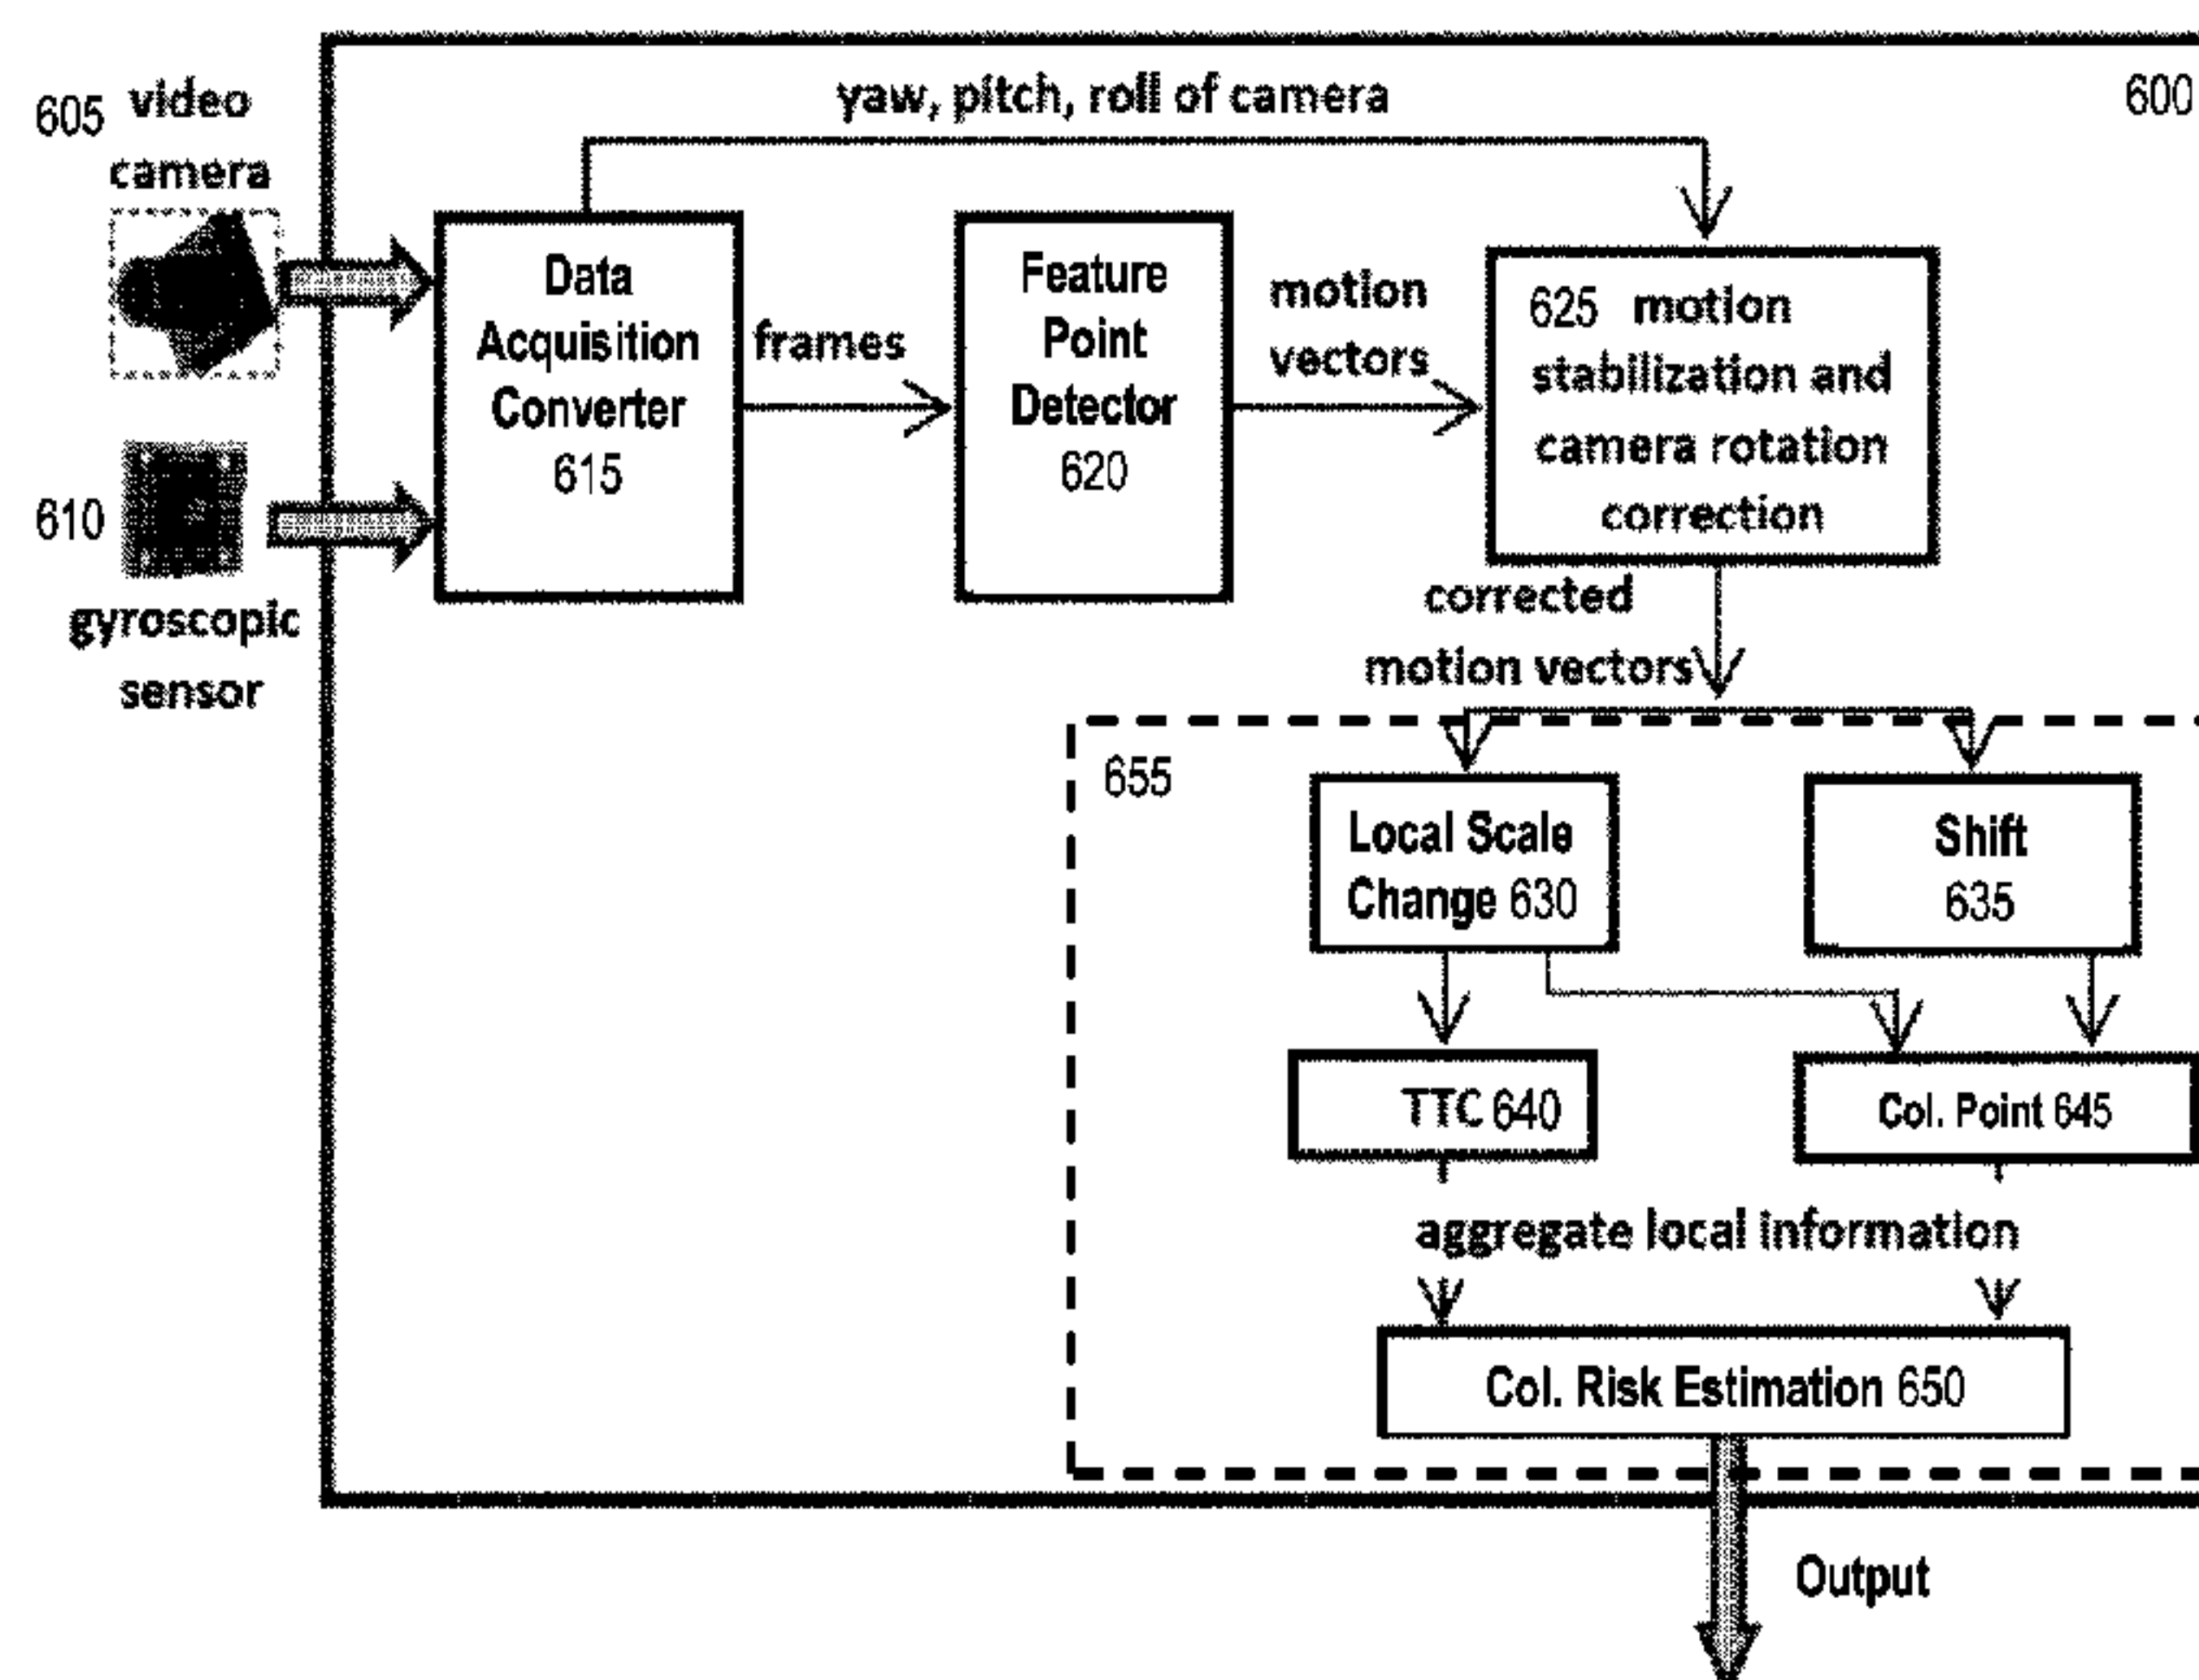 600
yaw, pitch, roll of camera
605 video
camera
610
gyroscopic
sensor
Data
Acquisition
Converter
615
frames
Feature
Point
Detector
620
motion
vectors
625 motion
stabilization and
camera rotation
correction
corrected
motion vectors
655
Local Scale
Change 630
Shift
635
TTC 640
Col. Point 645
aggregate local information
Col. Risk Estimation 650
Output